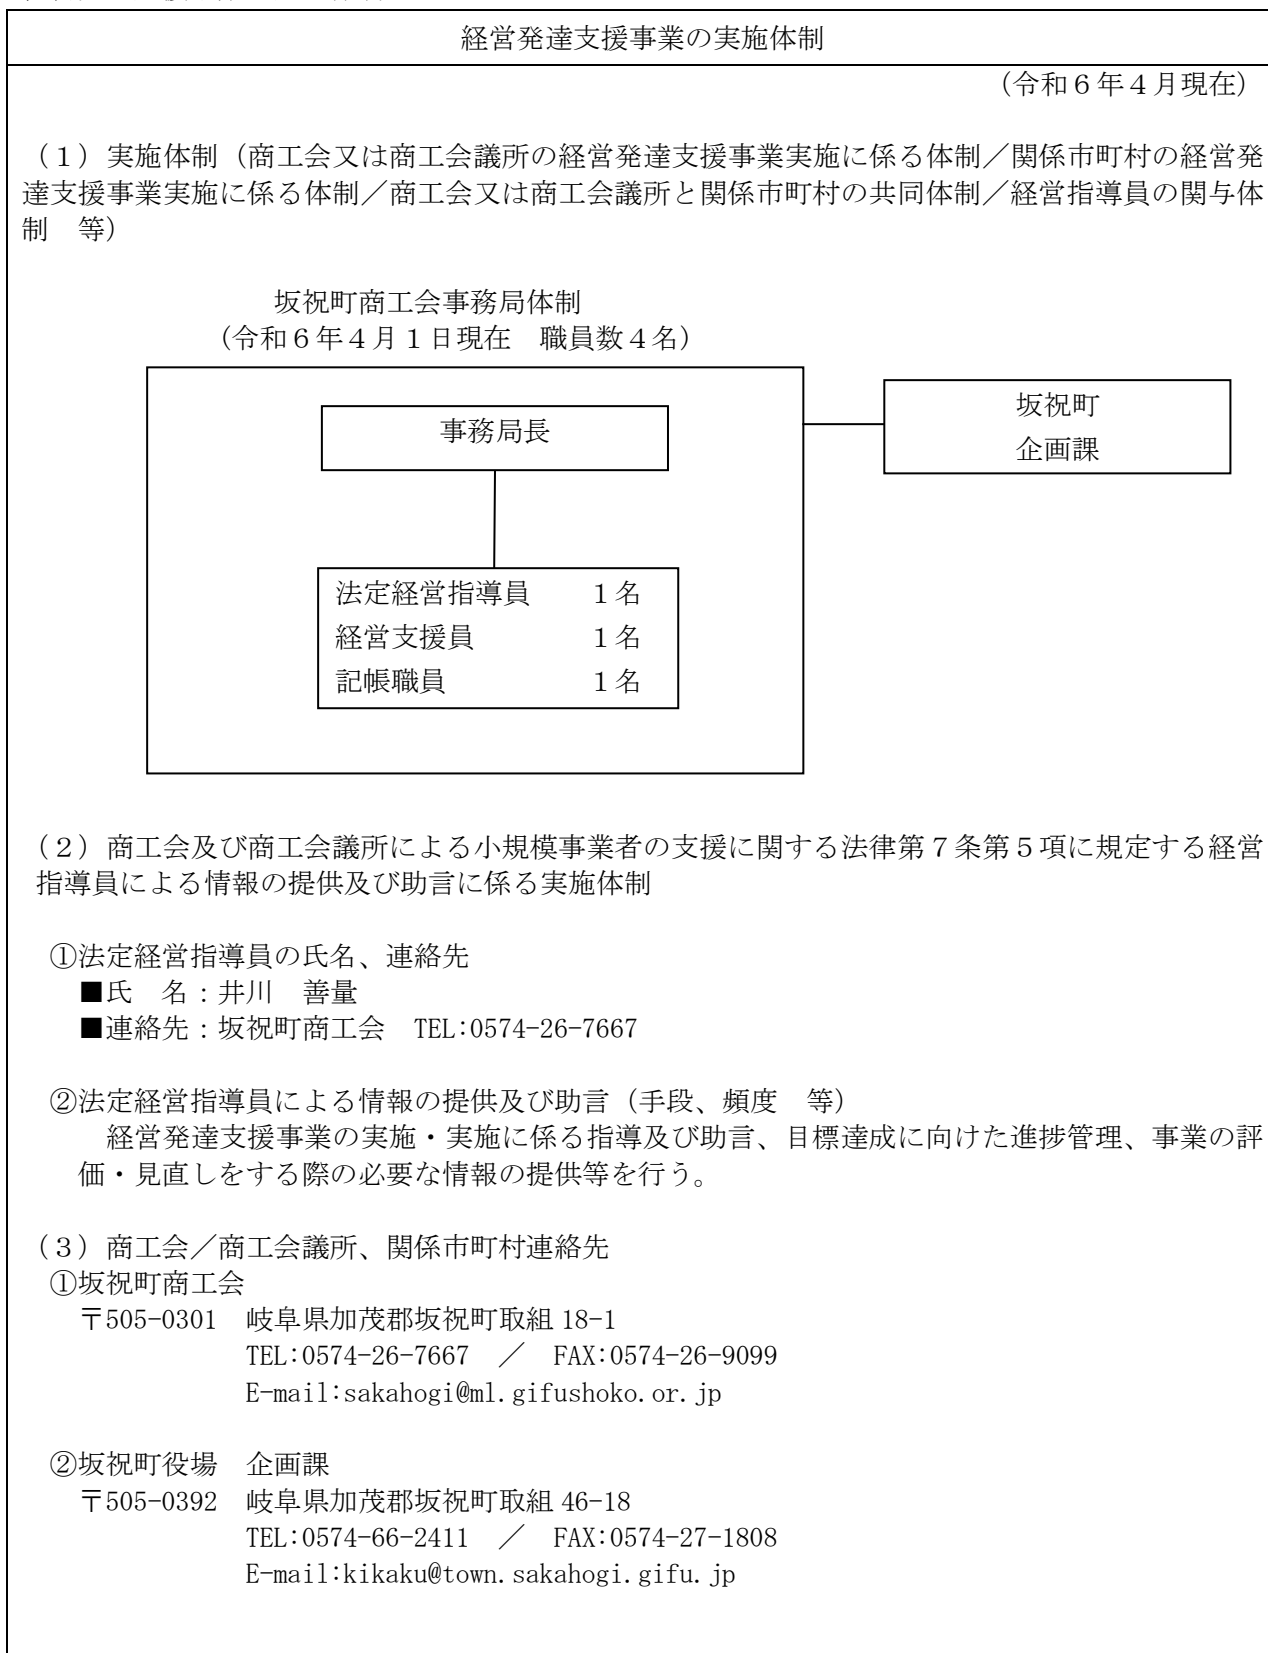 経営発達支援事業の実施体制
（令和６年４月現在）
（１）実施体制（商工会又は商工会議所の経営発達支援事業実施に係る体制／関係市町村の経営発
達支援事業実施に係る体制／商工会又は商工会議所と関係市町村の共同体制／経営指導員の関与体
制　等）
坂祝町商工会事務局体制
（令和６年４月１日現在　職員数４名）
事務局長
坂祝町
企画課
法定経営指導員　　１名
経営支援員　　　　１名
記帳職員　　　　　１名
（２）商工会及び商工会議所による小規模事業者の支援に関する法律第７条第５項に規定する経営
指導員による情報の提供及び助言に係る実施体制
①法定経営指導員の氏名、連絡先
■氏　名：井川　善量
■連絡先：坂祝町商工会　TEL:0574-26-7667
②法定経営指導員による情報の提供及び助言（手段、頻度　等）
経営発達支援事業の実施・実施に係る指導及び助言、目標達成に向けた進捗管理、事業の評
価・見直しをする際の必要な情報の提供等を行う。
（３）商工会／商工会議所、関係市町村連絡先
①坂祝町商工会
〒505-0301　岐阜県加茂郡坂祝町取組 18-1
TEL:0574-26-7667　／　FAX:0574-26-9099
E-mail:sakahogi@ml.gifushoko.or.jp
②坂祝町役場　企画課
〒505-0392　岐阜県加茂郡坂祝町取組 46-18
TEL:0574-66-2411　／　FAX:0574-27-1808
E-mail:kikaku@town.sakahogi.gifu.jp